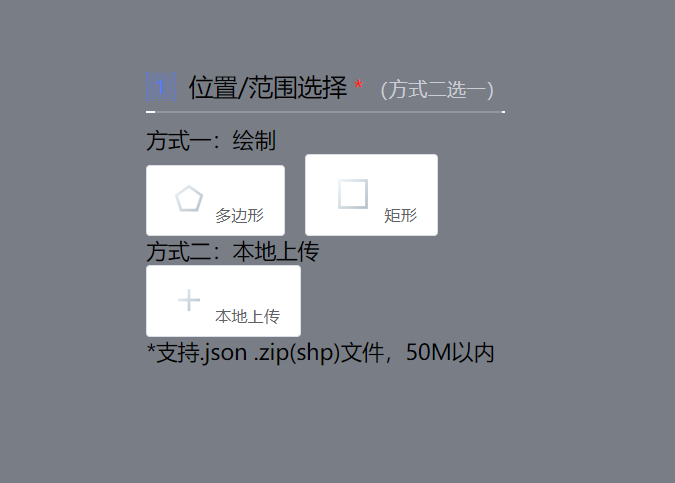 1 位置/范围选择 * （方式二选一）
方式一：绘制
多边形 矩形
方式二：本地上传
本地上传
*支持.json .zip(shp)文件，50M以内